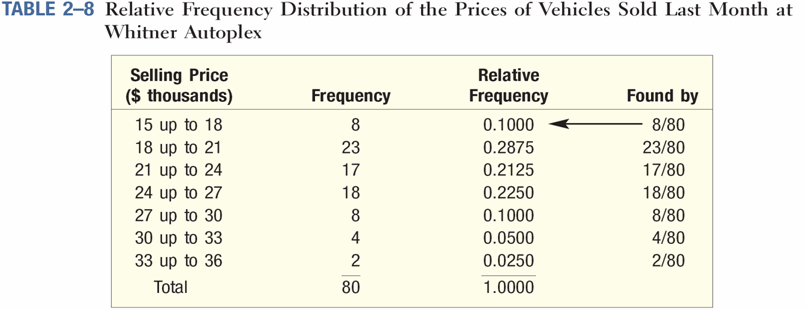 TABLE 2–8 Relative Frequency Distribution of the Prices of Vehicles Sold Last Month at
Whitner Autoplex
Selling Price Relative
($ thousands) Frequency Frequency Found by
15 up to 18 8 0.1000 8/80
18 up to 21 23 0.2875 23/80
21 up to 24 17 0.2125 17/80
24 up to 27 18 0.2250 18/80
27 up to 30 8 0.1000 8/80
30 up to 33 4 0.0500 4/80
33 up to 36 2 0.0250 2/80
Total 80 1.0000